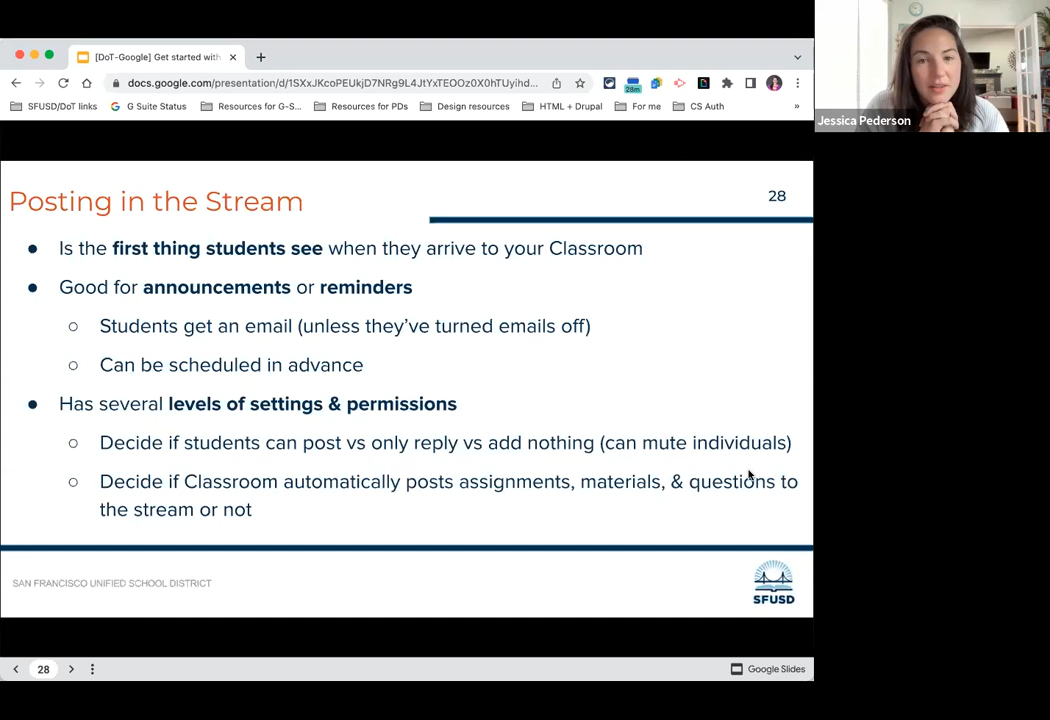 [DoT-Google] Get started with
docs.google.com/presentation/d/1SXxJKcoPEUkjD7NRg9L4JtYxTEOOz0X0hTUyihd...
28m
SFUSD/DoT links
G Suite Status
Resources for G-S...
Resources for PDs
Design resources
HTML + Drupal
For me
CS Auth
»
Jessica Pederson
Posting in the Stream
28
● Is the first thing students see when they arrive to your Classroom
● Good for announcements or reminders
○ Students get an email (unless they’ve turned emails off)
○ Can be scheduled in advance
● Has several levels of settings & permissions
○ Decide if students can post vs only reply vs add nothing (can mute individuals)
○ Decide if Classroom automatically posts assignments, materials, & questions to
the stream or not
SAN FRANCISCO UNIFIED SCHOOL DISTRICT
SFUSD
28
Google Slides